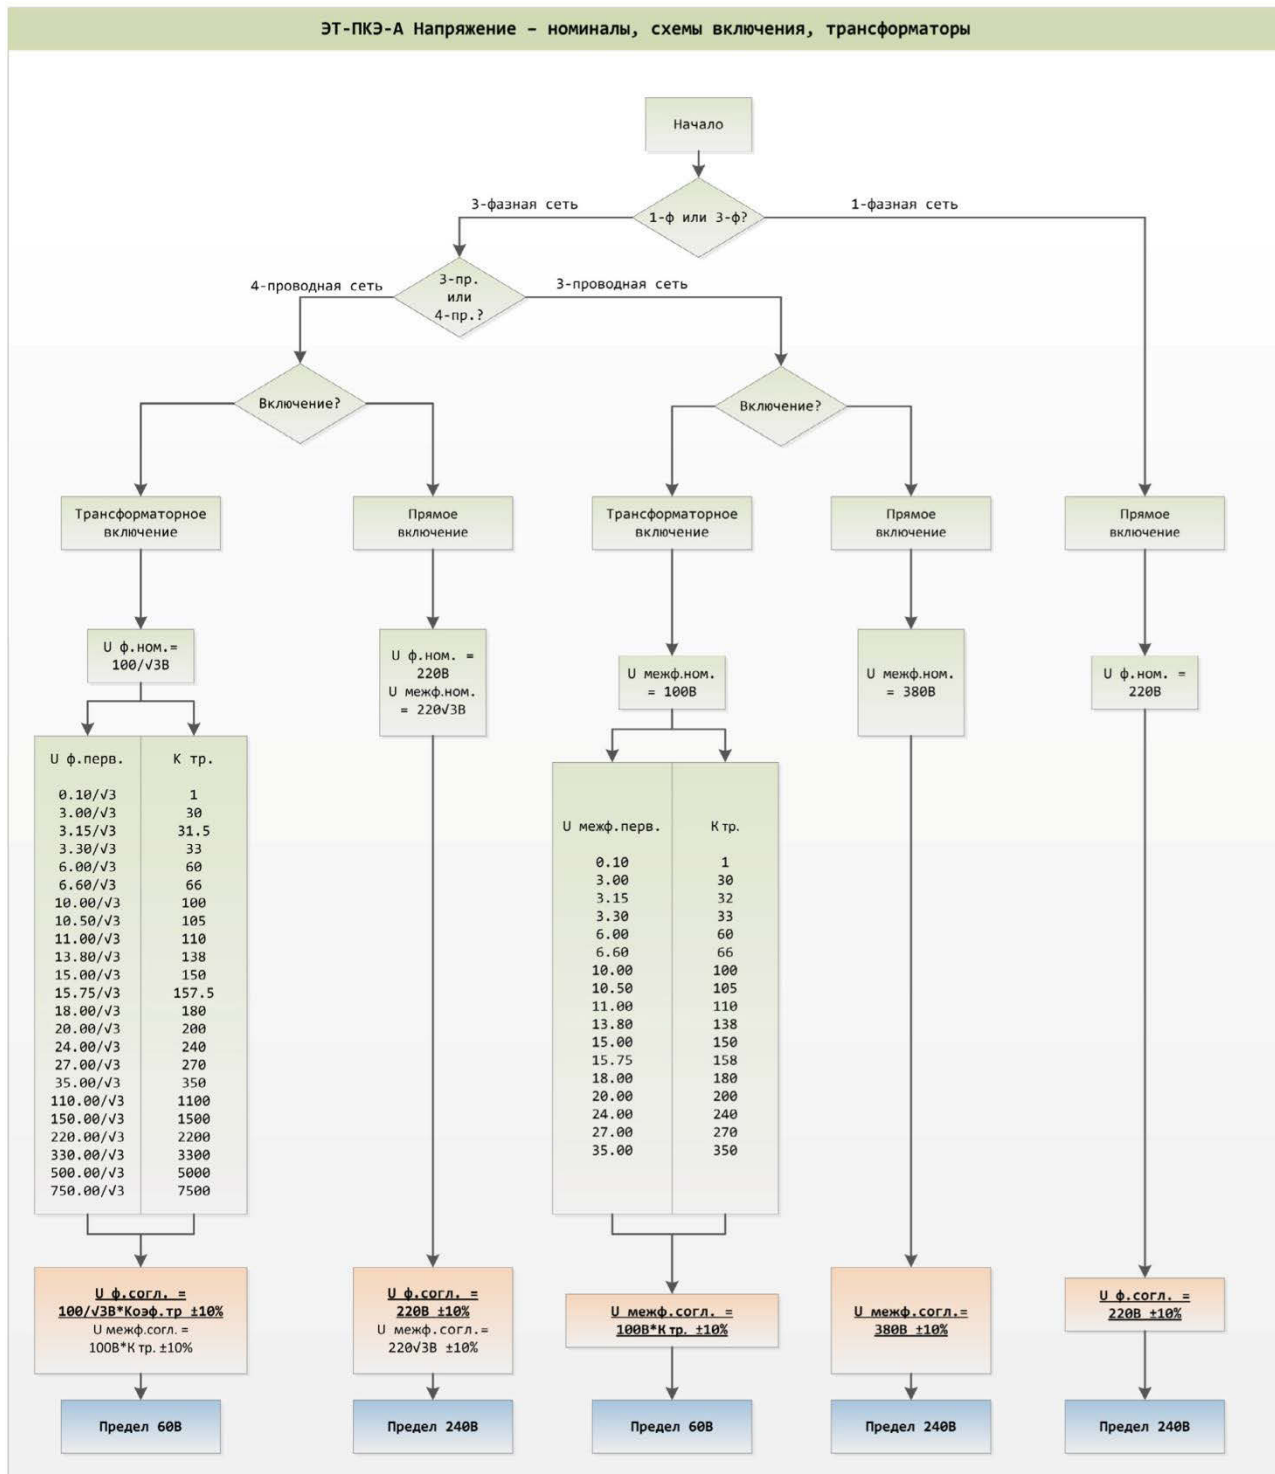 ЭТ-ПКЭ-А Напряжение – номиналы, схемы включения, трансформаторы
Начало
1-ф или 3-ф?
3-фазная сеть
1-фазная сеть
3-пр.
или
4-пр.?
4-проводная сеть
3-проводная сеть
Включение?
Включение?
Трансформаторное
включение
Прямое
включение
Трансформаторное
включение
Прямое
включение
Прямое
включение
U ф.ном.=
100/√3В
U ф.ном. =
220В
U межф.ном.
= 220√3В
U межф.ном.
= 100В
U межф.ном.
= 380В
U ф.ном. =
220В
U ф.перв. К тр.
0.10/√3 1
3.00/√3 30
3.15/√3 31.5
3.30/√3 33
6.00/√3 60
6.60/√3 66
10.00/√3 100
10.50/√3 105
11.00/√3 110
13.80/√3 138
15.00/√3 150
15.75/√3 157.5
18.00/√3 180
20.00/√3 200
24.00/√3 240
27.00/√3 270
35.00/√3 350
110.00/√3 1100
150.00/√3 1500
220.00/√3 2200
330.00/√3 3300
500.00/√3 5000
750.00/√3 7500
U межф.перв. К тр.
0.10 1
3.00 30
3.15 32
3.30 33
6.00 60
6.60 66
10.00 100
10.50 105
11.00 110
13.80 138
15.00 150
15.75 158
18.00 180
20.00 200
24.00 240
27.00 270
35.00 350
U ф.согл. =
100/√3В*Коэф.тр ±10%
U межф.согл. =
100В*К тр. ±10%
U ф.согл. =
220В ±10%
U межф.согл.=
220√3В ±10%
U межф.согл. =
100В*К тр. ±10%
U межф.согл.=
380В ±10%
U ф.согл. =
220В ±10%
Предел 60В
Предел 240В
Предел 60В
Предел 240В
Предел 240В